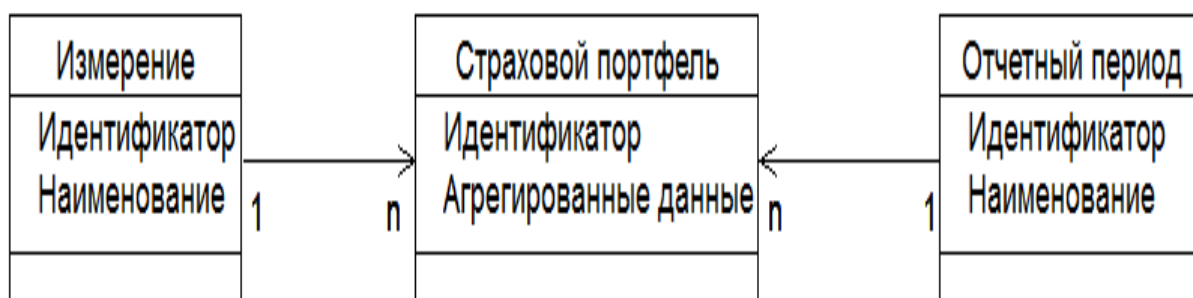 Измерение
Идентификатор
Наименование
1
n
Страховой портфель
Идентификатор
Агрегированные данные
n
1
Отчетный период
Идентификатор
Наименование